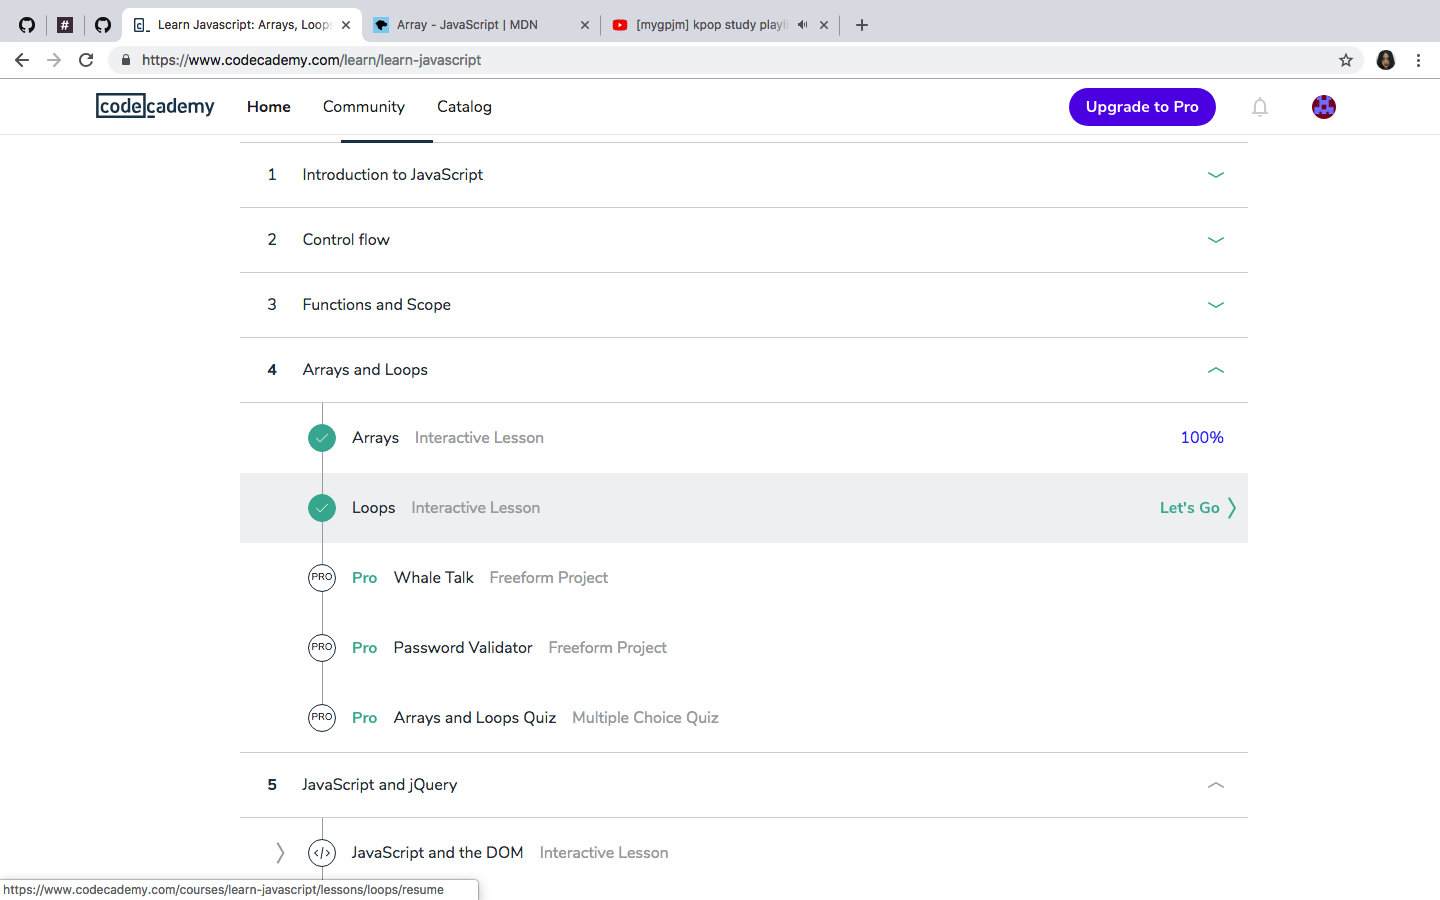 #
Learn Javascript: Arrays, Loops
Array - JavaScript | MDN
[mygpjm] kpop study playli
https://www.codecademy.com/learn/learn-javascript
codecademy
Home Community Catalog
Upgrade to Pro
1 Introduction to JavaScript
2 Control flow
3 Functions and Scope
4 Arrays and Loops
Arrays Interactive Lesson 100%
Loops Interactive Lesson Let's Go
PRO Pro Whale Talk Freeform Project
PRO Pro Password Validator Freeform Project
PRO Pro Arrays and Loops Quiz Multiple Choice Quiz
5 JavaScript and jQuery
</> JavaScript and the DOM Interactive Lesson
https://www.codecademy.com/courses/learn-javascript/lessons/loops/resume